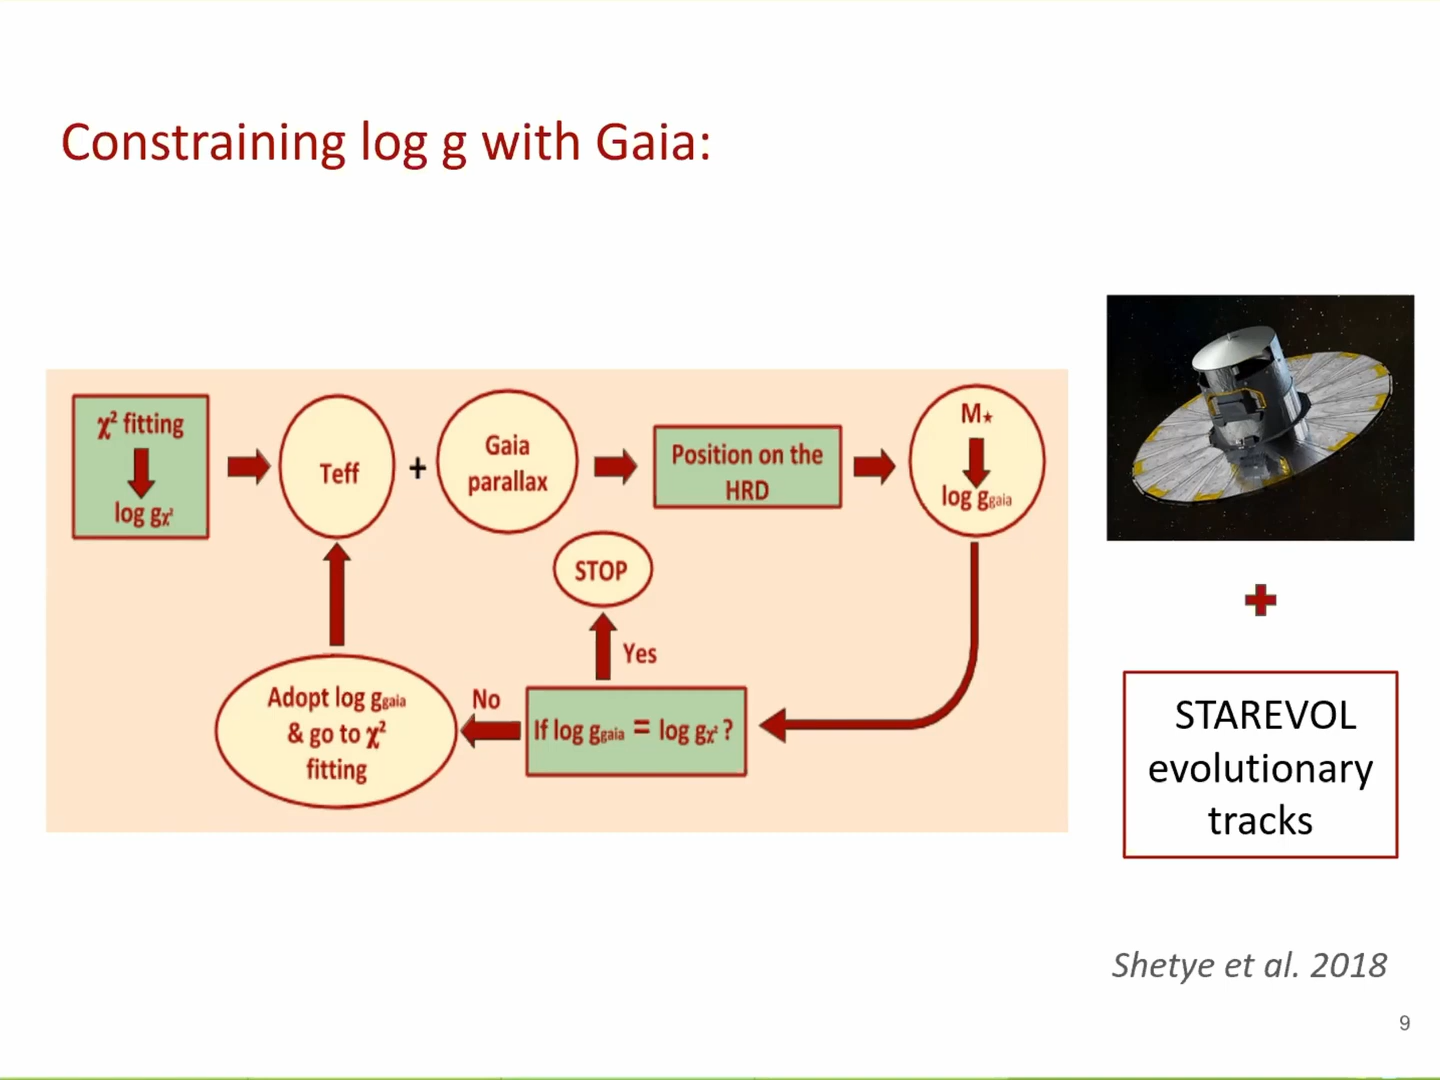 Constraining log g with Gaia:
χ² fitting
log gχ²
Teff
+
Gaia
parallax
Position on the
HRD
M★
log ggaia
STOP
Yes
No
If log ggaia = log gχ² ?
Adopt log ggaia
& go to χ²
fitting
STAREVOL
evolutionary
tracks
Shetye et al. 2018
9